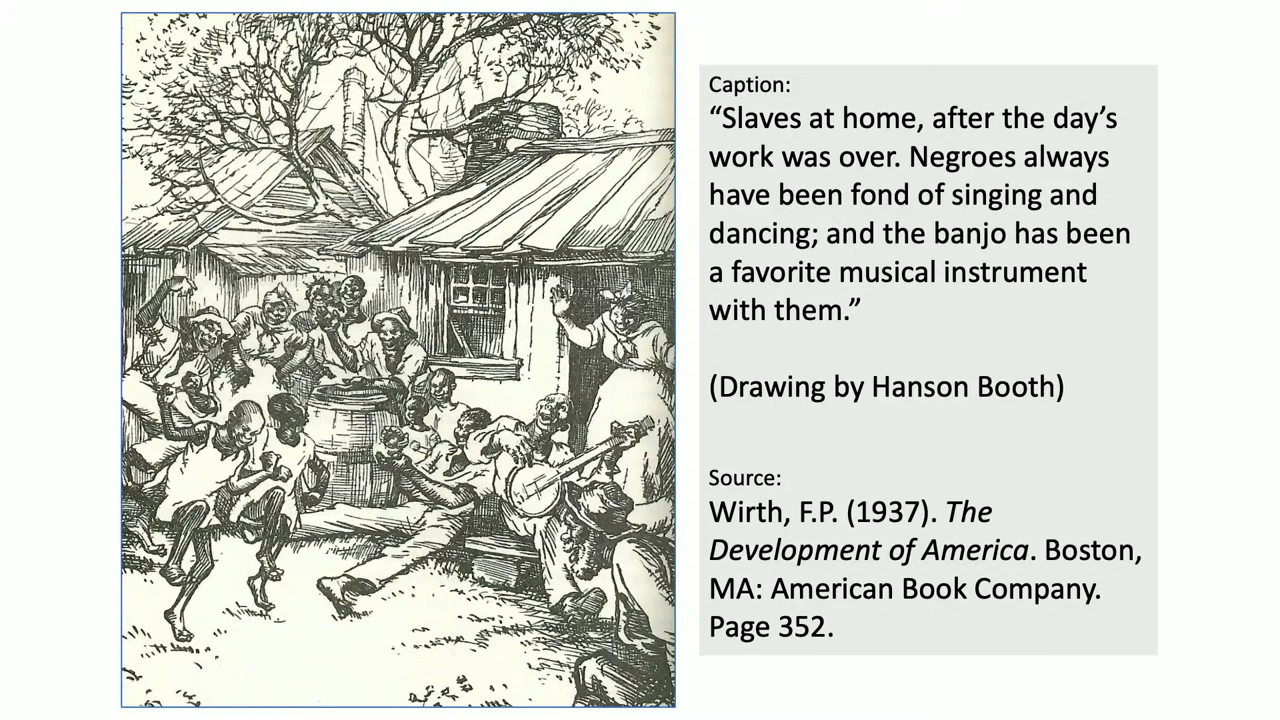 Caption:
“Slaves at home, after the day’s
work was over. Negroes always
have been fond of singing and
dancing; and the banjo has been
a favorite musical instrument
with them.”
(Drawing by Hanson Booth)
Source:
Wirth, F.P. (1937). The
Development of America. Boston,
MA: American Book Company.
Page 352.